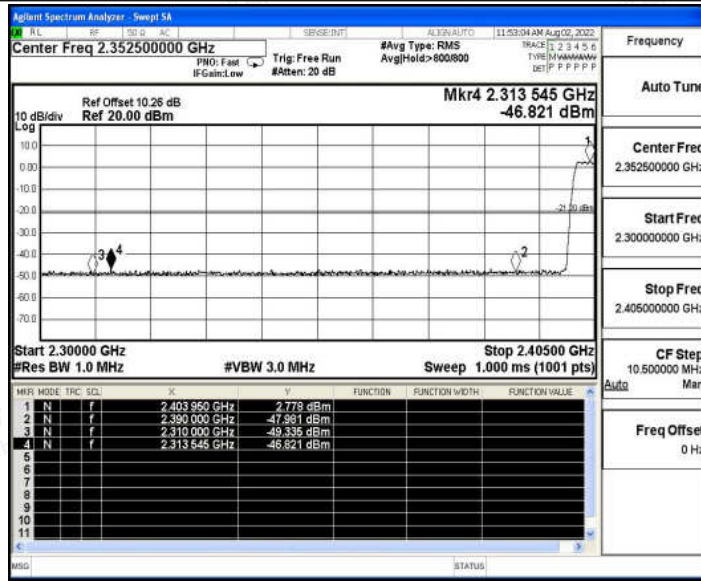 Agilent Spectrum Analyzer - Swept SA
RL RF 50 Ω AC SENSE:INT ALIGN AUTO 11:53:04 AM Aug 02, 2022
Center Freq 2.352500000 GHz
PNO: Fast
IFGain:Low
Trig: Free Run
#Atten: 20 dB
#Avg Type: RMS
Avg|Hold:>800/800
TRACE 1 2 3 4 5 6
TYPE M
DET P P P P P P
Mkr4 2.313 545 GHz
-46.821 dBm
Ref Offset 10.26 dB
10 dB/div Ref 20.00 dBm
Log
10.0
0.00
-10.0
-20.0
-30.0
-40.0
-50.0
-60.0
-70.0
1
-21.20 dBm
3 4
2
Start 2.30000 GHz Stop 2.40500 GHz
#Res BW 1.0 MHz #VBW 3.0 MHz Sweep 1.000 ms (1001 pts)
MKR MODE TRC SCL X Y FUNCTION FUNCTION WIDTH FUNCTION VALUE
1 N f 2.403 950 GHz 2.778 dBm
2 N f 2.390 000 GHz -47.981 dBm
3 N f 2.310 000 GHz -49.335 dBm
4 N f 2.313 545 GHz -46.821 dBm
5
6
7
8
9
10
11
MSG STATUS
Frequency
Auto Tune
Center Freq
2.352500000 GHz
Start Freq
2.300000000 GHz
Stop Freq
2.405000000 GHz
CF Step
10.500000 MHz
Auto Man
Freq Offset
0 Hz